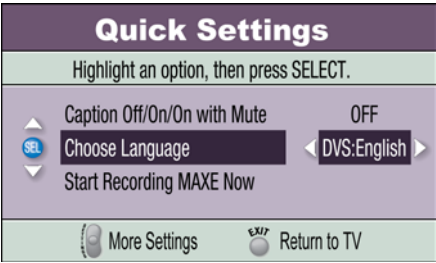 Quick Settings
Highlight an option, then press SELECT.
Caption Off/On/On with Mute OFF
SEL Choose Language DVS:English
Start Recording MAXE Now
More Settings EXIT Return to TV